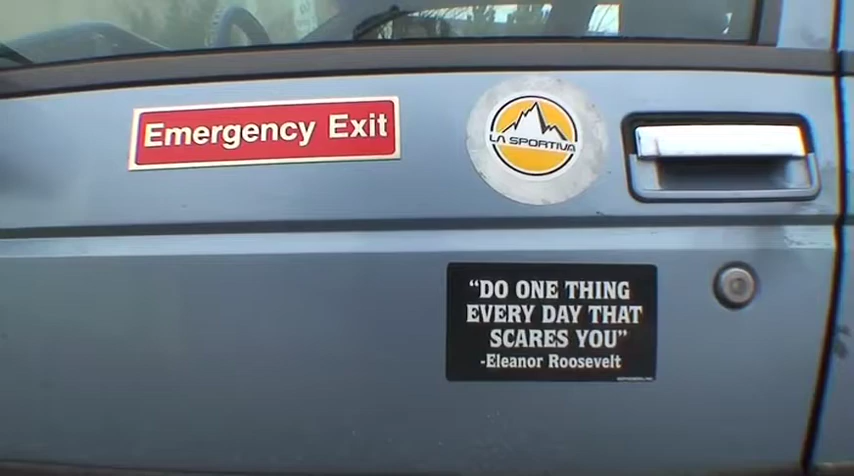 Emergency Exit
LA SPORTIVA
“DO ONE THING
EVERY DAY THAT
SCARES YOU”
-Eleanor Roosevelt